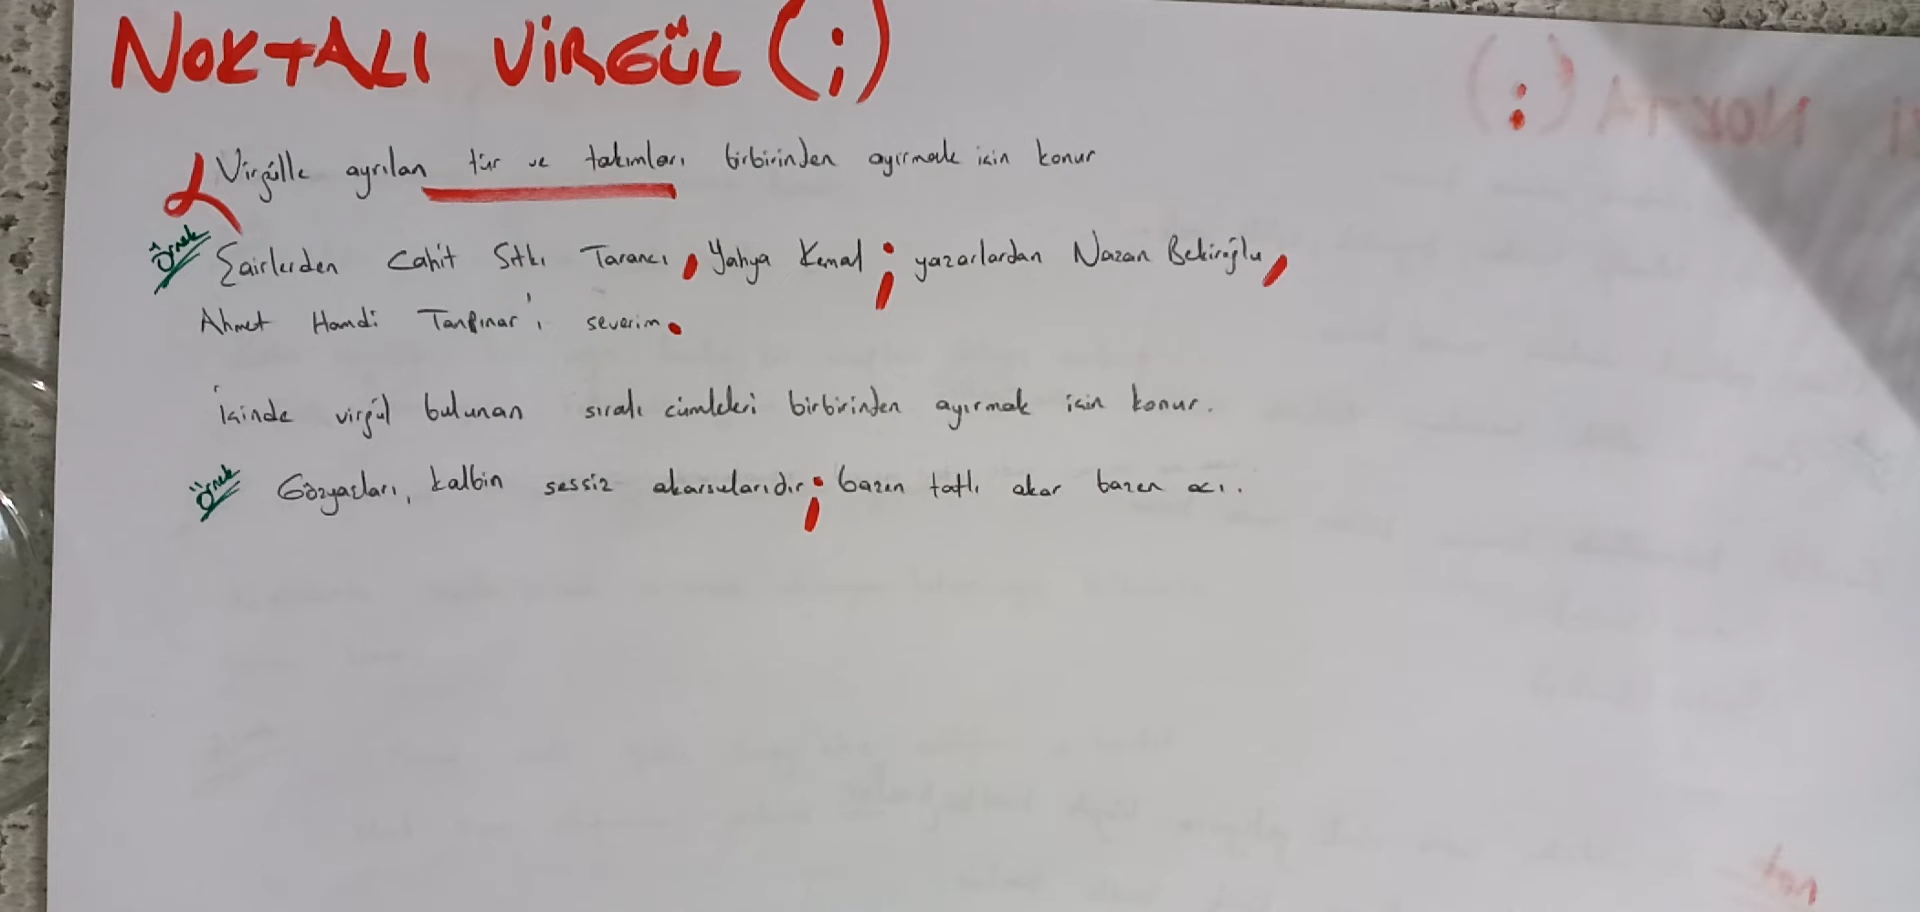 NOKTALI VİRGÜL (;)
Virgülle ayrılan tür ve takımları birbirinden ayırmak için konur
Örnek Şairlerden Cahit Sıtkı Tarancı, Yahya Kemal; yazarlardan Nazan Bekiroğlu,
Ahmet Hamdi Tanpınar'ı severim.
İçinde virgül bulunan sıralı cümleleri birbirinden ayırmak için konur.
Örnek Gözyaşları, kalbin sessiz akarsularıdır; bazen tatlı akar bazen acı.